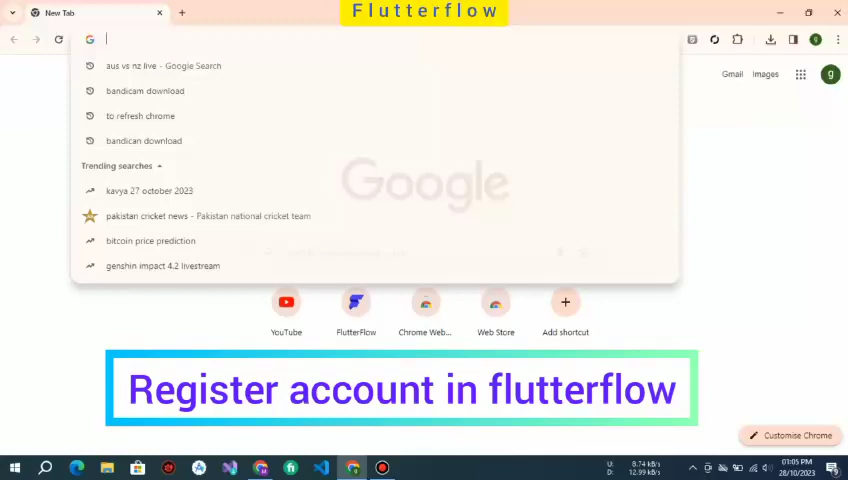 Flutterflow
New Tab
aus vs nz live - Google Search
Gmail Images
g
g
bandicam download
to refresh chrome
bandican download
Trending searches
kavya 27 october 2023
Google
pakistan cricket news - Pakistan national cricket team
bitcoin price prediction
genshin impact 4.2 livestream
YouTube
FlutterFlow
Chrome Web...
Web Store
Add shortcut
Register account in flutterflow
Customise Chrome
U: 8.74 kB/s
D: 12.99 kB/s
01:05 PM
28/10/2023